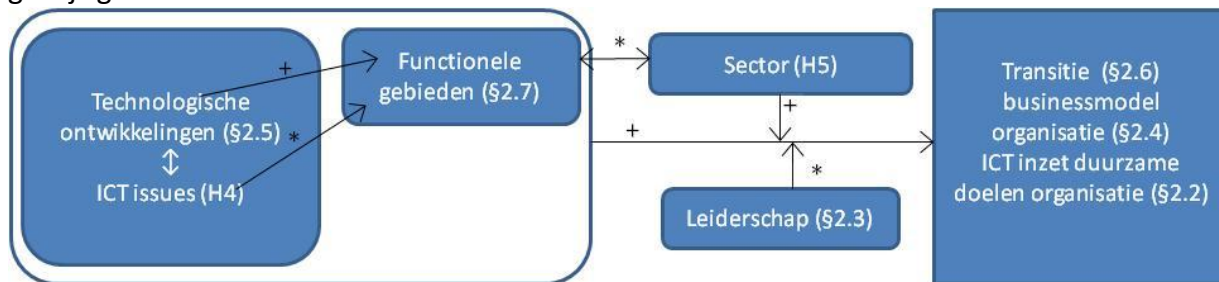 Technologische
ontwikkelingen (§2.5)
ICT issues (H4)
+
*
Functionele
gebieden (§2.7)
*
Sector (H5)
+
+
*
Leiderschap (§2.3)
Transitie (§2.6)
businessmodel
organisatie (§2.4)
ICT inzet duurzame
doelen organisatie (§2.2)